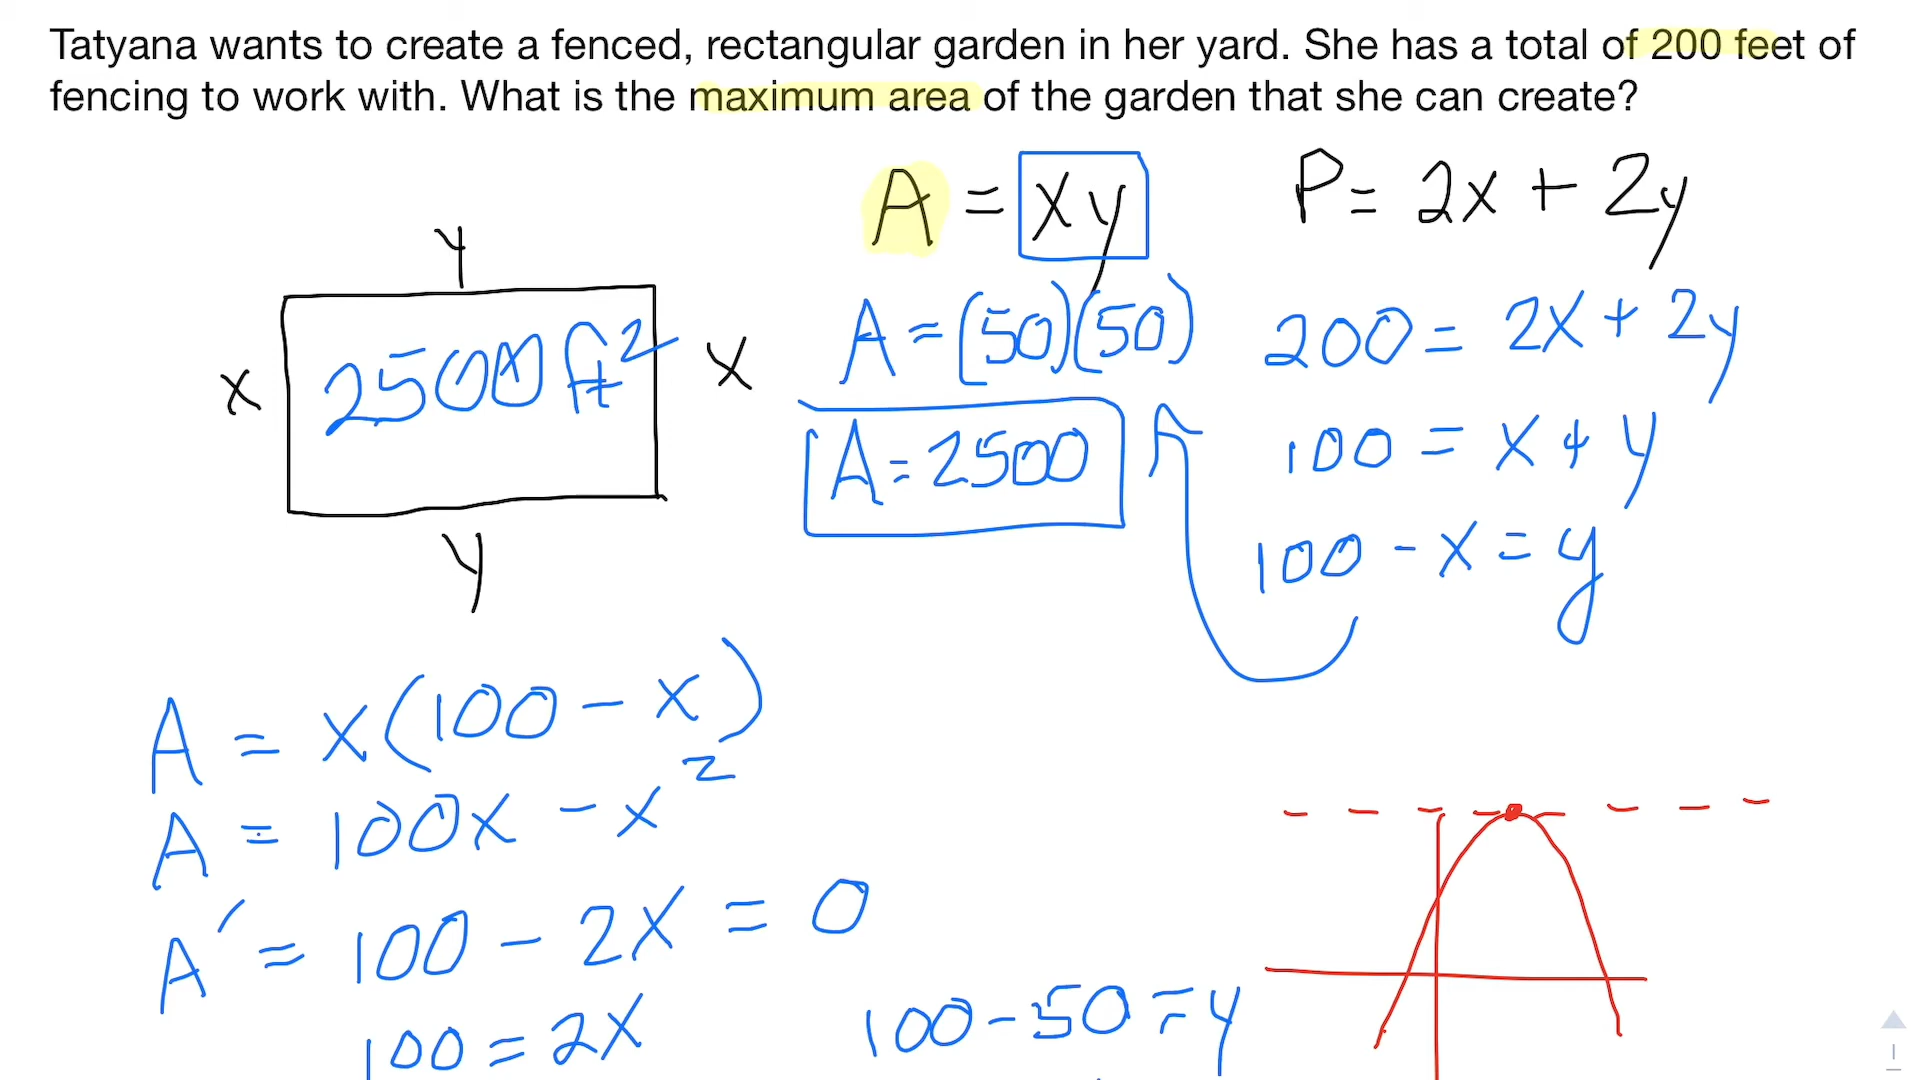 Tatyana wants to create a fenced, rectangular garden in her yard. She has a total of 200 feet of
fencing to work with. What is the maximum area of the garden that she can create?
A = xy
P = 2x + 2y
y
x
2500 ft²
x
y
A = (50)(50)
A = 2500
200 = 2x + 2y
100 = x + y
100 - x = y
A = x(100 - x)
A = 100x - x²
A' = 100 - 2x = 0
100 = 2x
100 - 50 = y